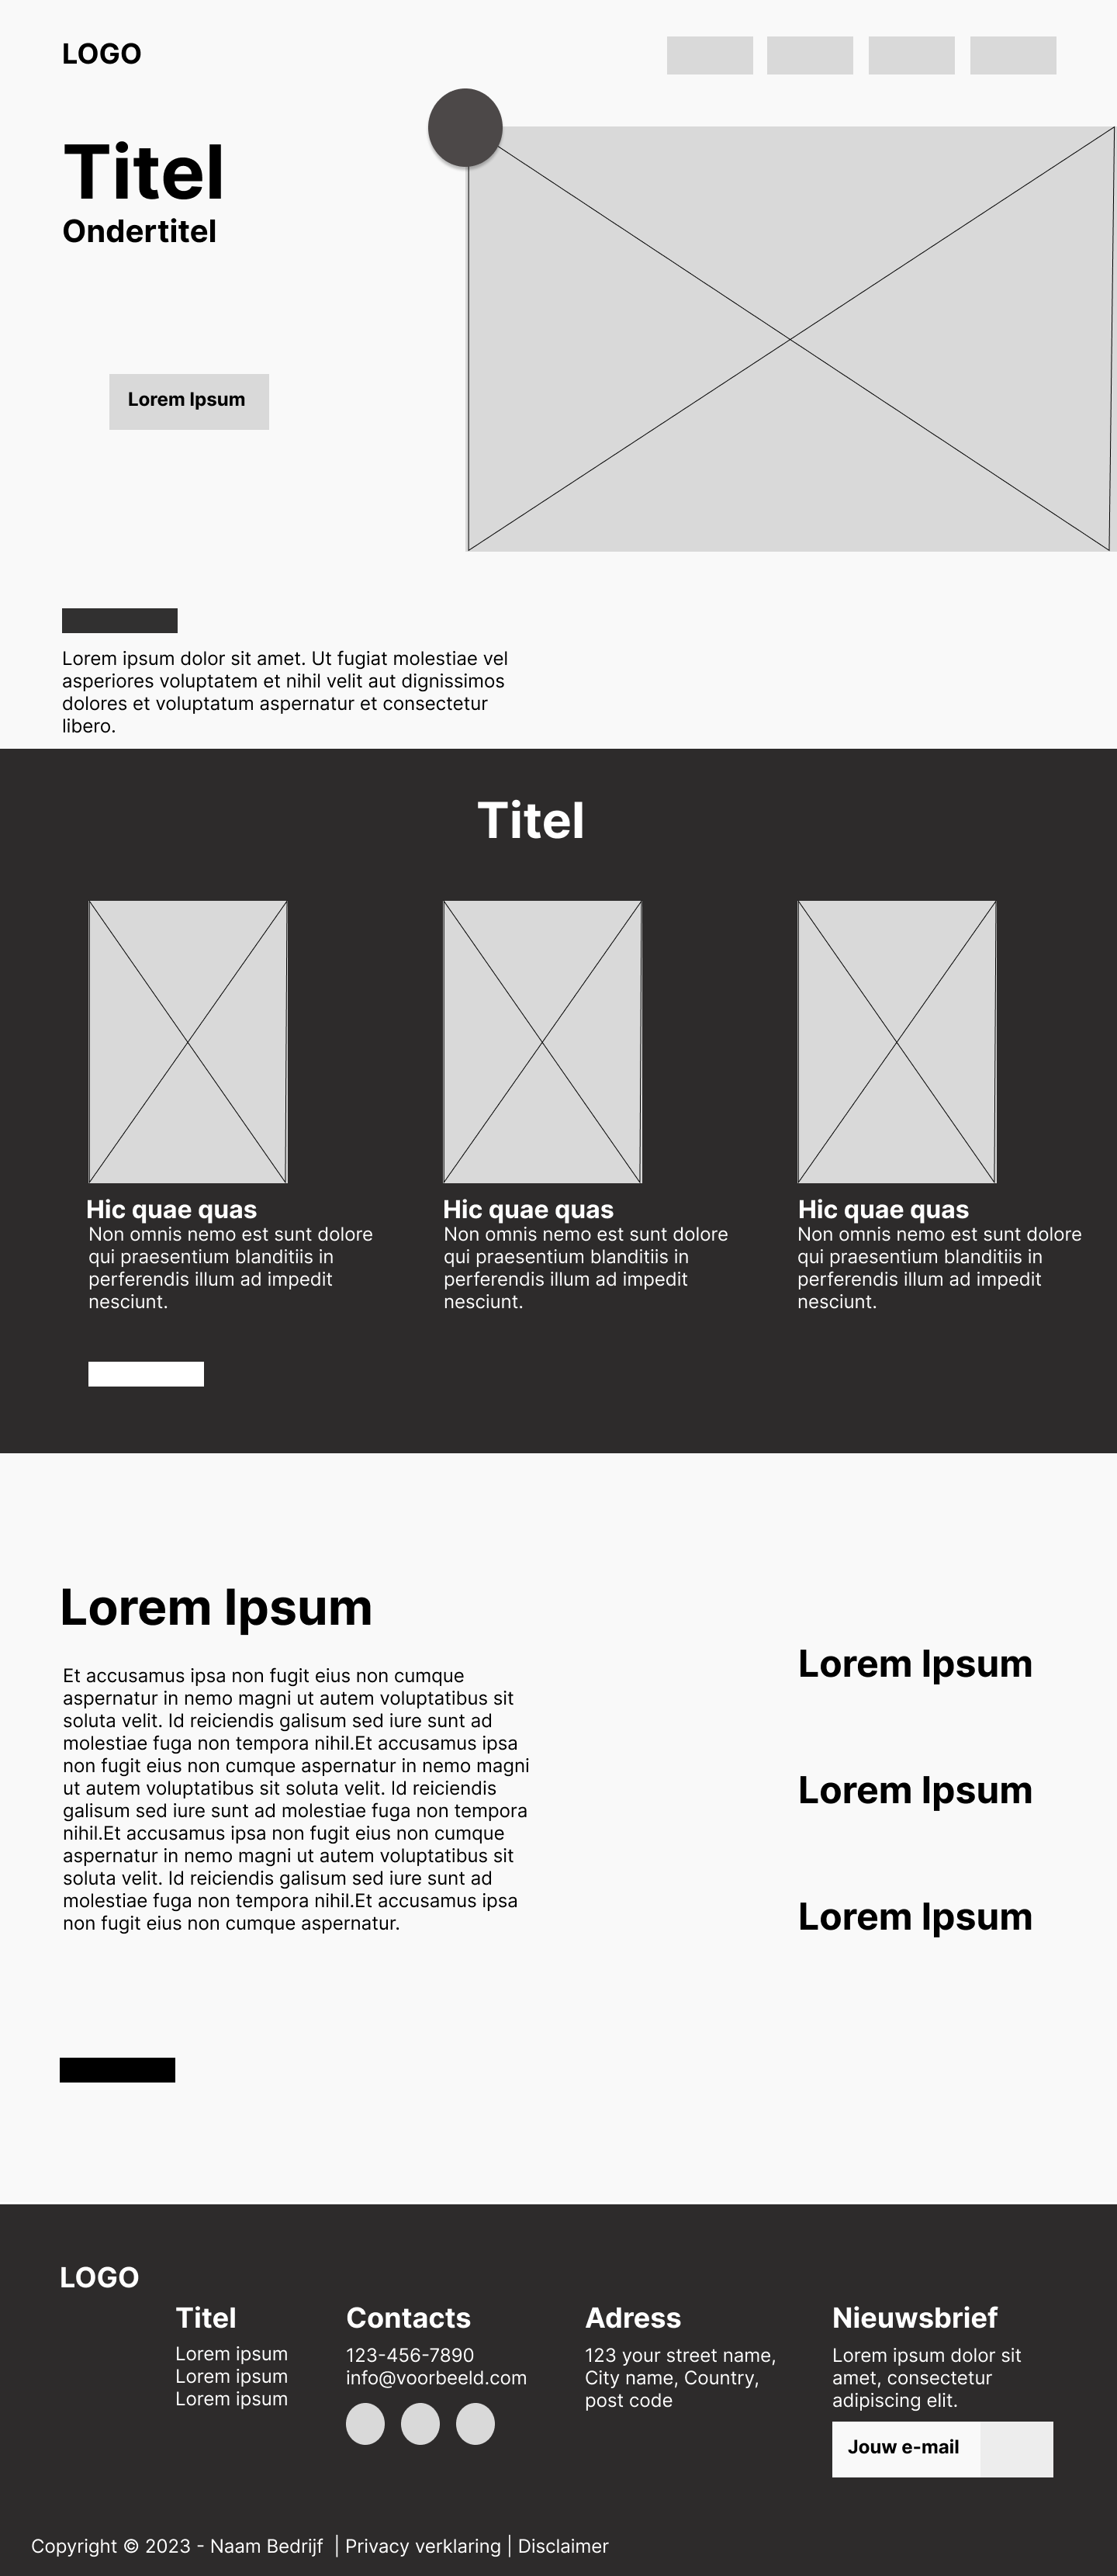 LOGO
Titel
Ondertitel
Lorem Ipsum
Lorem ipsum dolor sit amet. Ut fugiat molestiae vel
asperiores voluptatem et nihil velit aut dignissimos
dolores et voluptatum aspernatur et consectetur
libero.
Titel
Hic quae quas
Non omnis nemo est sunt dolore
qui praesentium blanditiis in
perferendis illum ad impedit
nesciunt.
Hic quae quas
Non omnis nemo est sunt dolore
qui praesentium blanditiis in
perferendis illum ad impedit
nesciunt.
Hic quae quas
Non omnis nemo est sunt dolore
qui praesentium blanditiis in
perferendis illum ad impedit
nesciunt.
Lorem Ipsum
Et accusamus ipsa non fugit eius non cumque
aspernatur in nemo magni ut autem voluptatibus sit
soluta velit. Id reiciendis galisum sed iure sunt ad
molestiae fuga non tempora nihil.Et accusamus ipsa
non fugit eius non cumque aspernatur in nemo magni
ut autem voluptatibus sit soluta velit. Id reiciendis
galisum sed iure sunt ad molestiae fuga non tempora
nihil.Et accusamus ipsa non fugit eius non cumque
aspernatur in nemo magni ut autem voluptatibus sit
soluta velit. Id reiciendis galisum sed iure sunt ad
molestiae fuga non tempora nihil.Et accusamus ipsa
non fugit eius non cumque aspernatur.
Lorem Ipsum
Lorem Ipsum
Lorem Ipsum
LOGO
Titel
Lorem ipsum
Lorem ipsum
Lorem ipsum
Contacts
123-456-7890
info@voorbeeld.com
Adress
123 your street name,
City name, Country,
post code
Nieuwsbrief
Lorem ipsum dolor sit
amet, consectetur
adipiscing elit.
Jouw e-mail
Copyright © 2023 - Naam Bedrijf | Privacy verklaring | Disclaimer